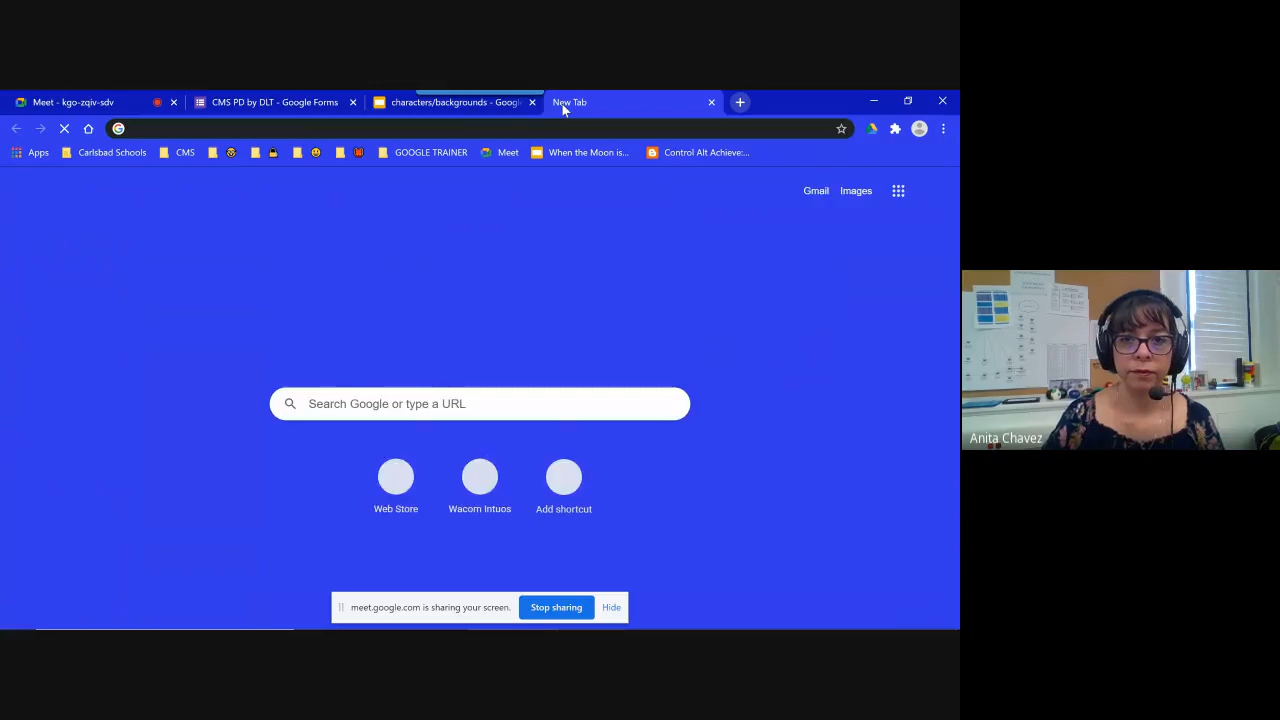 Meet - kgo-zqiv-sdv
CMS PD by DLT - Google Forms
characters/backgrounds - Googl
New Tab
Apps
Carlsbad Schools
CMS
GOOGLE TRAINER
Meet
When the Moon is...
Control Alt Achieve:...
Gmail
Images
Search Google or type a URL
Web Store
Wacom Intuos
Add shortcut
meet.google.com is sharing your screen.
Stop sharing
Hide
Anita Chavez